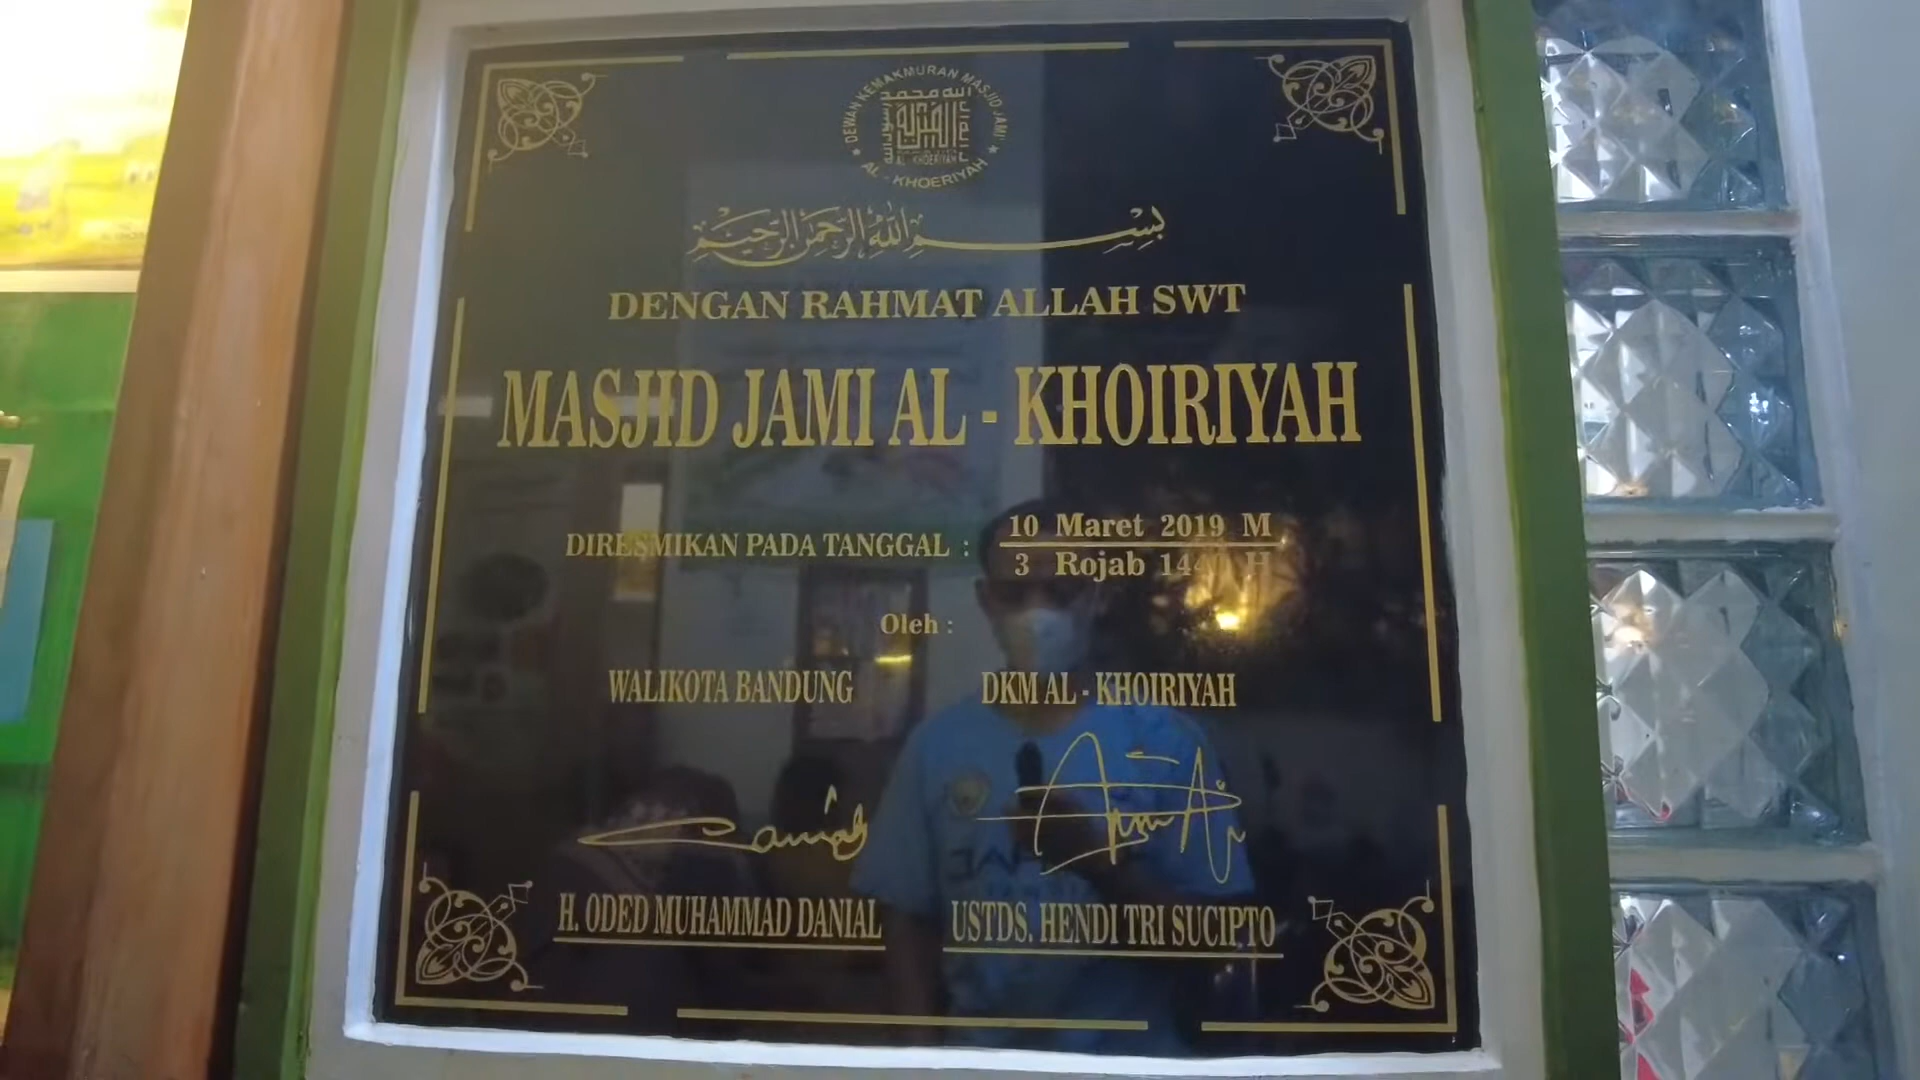 DEWAN KEMAKMURAN MASJID JAMI'
AL - KHOERIYAH
AL - KHOERIYAH
بسم الله الرحمن الرحيم
DENGAN RAHMAT ALLAH SWT
MASJID JAMI AL - KHOIRIYAH
DIRESMIKAN PADA TANGGAL : 10 Maret 2019 M
3 Rojab H
Oleh :
WALIKOTA BANDUNG DKM AL - KHOIRIYAH
H. ODED MUHAMMAD DANIAL USTDS. HENDI TRI SUCIPTO